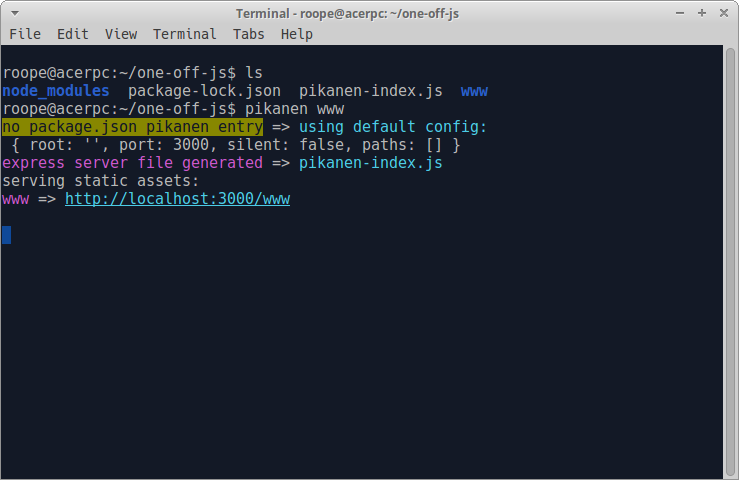 Terminal - roope@acerpc: ~/one-off-js
File Edit View Terminal Tabs Help
roope@acerpc:~/one-off-js$ ls
node_modules  package-lock.json  pikanen-index.js  www
roope@acerpc:~/one-off-js$ pikanen www
no package.json pikanen entry => using default config:
 { root: '', port: 3000, silent: false, paths: [] }
express server file generated => pikanen-index.js
serving static assets:
www => http://localhost:3000/www